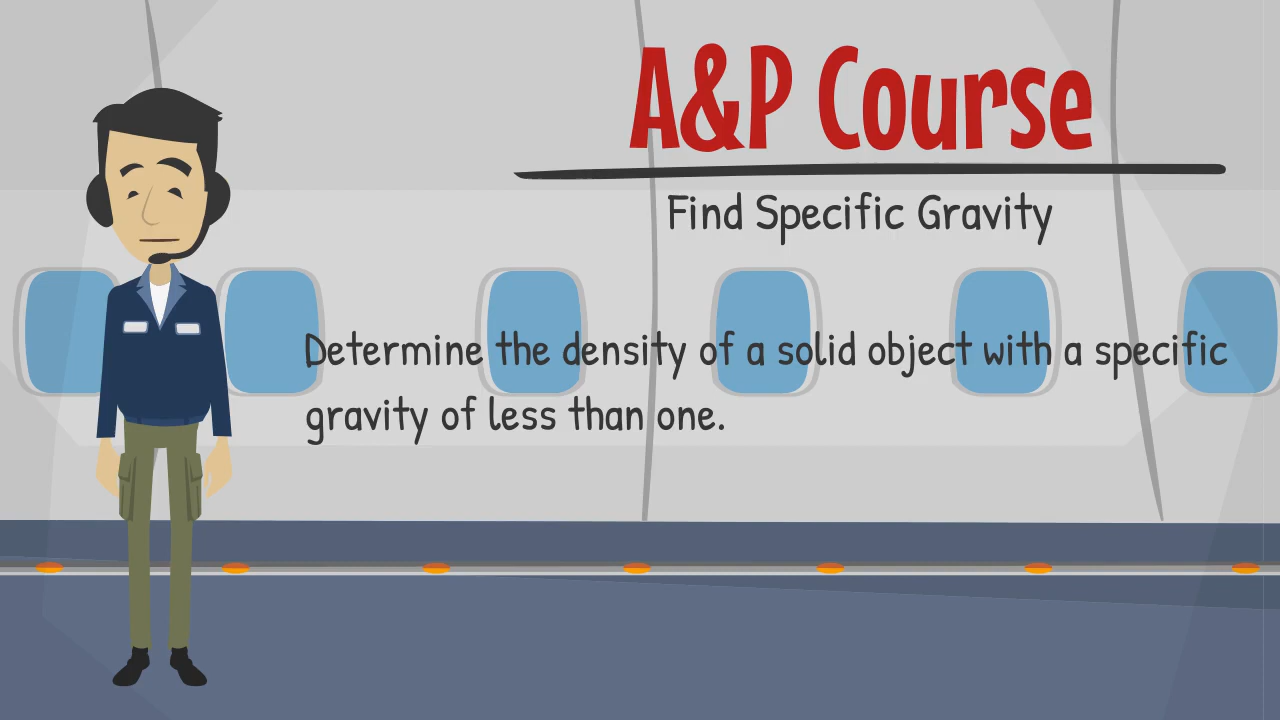 A&P Course
Find Specific Gravity
Determine the density of a solid object with a specific
gravity of less than one.